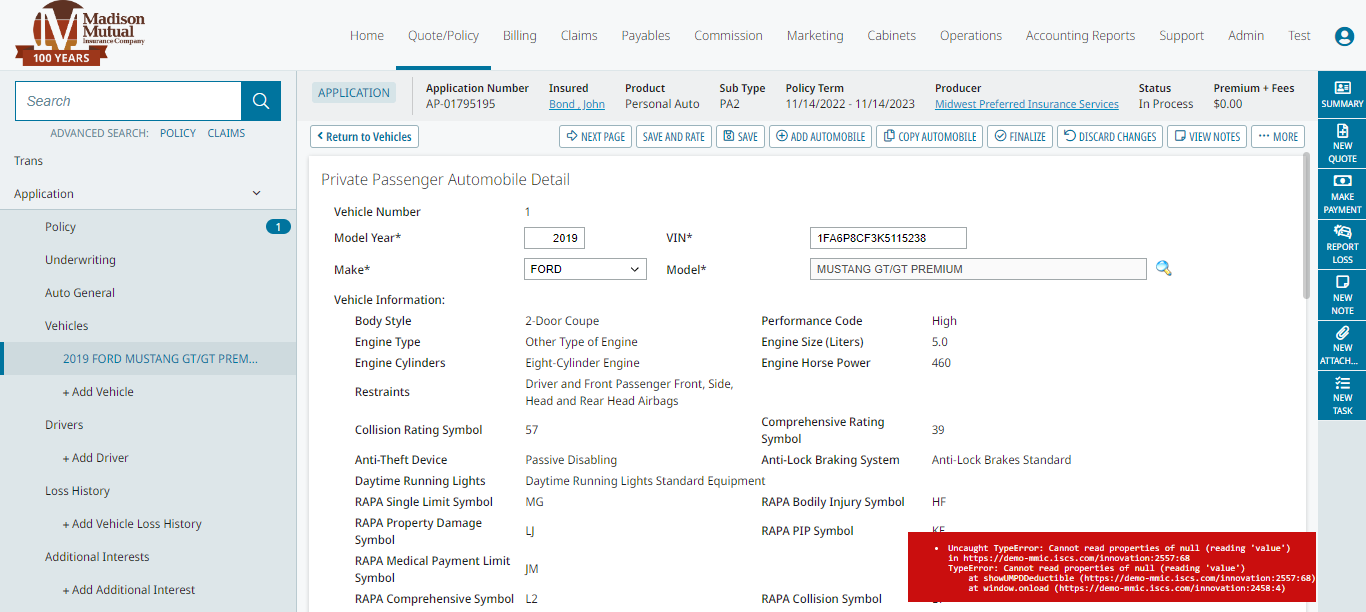 Madison
Mutual
Insurance Company
100 YEARS
Home Quote/Policy Billing Claims Payables Commission Marketing Cabinets Operations Accounting Reports Support Admin Test
Search
ADVANCED SEARCH: POLICY CLAIMS
Trans
Application
Policy 1
Underwriting
Auto General
Vehicles
2019 FORD MUSTANG GT/GT PREM...
+ Add Vehicle
Drivers
+ Add Driver
Loss History
+ Add Vehicle Loss History
Additional Interests
+ Add Additional Interest
APPLICATION
Application Number Insured Product Sub Type Policy Term Producer Status Premium + Fees
AP-01795195 Bond , John Personal Auto PA2 11/14/2022 - 11/14/2023 Midwest Preferred Insurance Services In Process $0.00
Return to Vehicles NEXT PAGE SAVE AND RATE SAVE ADD AUTOMOBILE COPY AUTOMOBILE FINALIZE DISCARD CHANGES VIEW NOTES MORE
Private Passenger Automobile Detail
Vehicle Number 1
Model Year* 2019 VIN* 1FA6P8CF3K5115238
Make* FORD Model* MUSTANG GT/GT PREMIUM
Vehicle Information:
Body Style 2-Door Coupe Performance Code High
Engine Type Other Type of Engine Engine Size (Liters) 5.0
Engine Cylinders Eight-Cylinder Engine Engine Horse Power 460
Restraints Driver and Front Passenger Front, Side,
Head and Rear Head Airbags
Collision Rating Symbol 57 Comprehensive Rating
Symbol 39
Anti-Theft Device Passive Disabling Anti-Lock Braking System Anti-Lock Brakes Standard
Daytime Running Lights Daytime Running Lights Standard Equipment
RAPA Single Limit Symbol MG RAPA Bodily Injury Symbol HF
RAPA Property Damage
Symbol LJ RAPA PIP Symbol
RAPA Medical Payment Limit
Symbol JM
RAPA Comprehensive Symbol L2 RAPA Collision Symbol
Uncaught TypeError: Cannot read properties of null (reading 'value')
in https://demo-mmic.iscs.com/innovation:2557:68
TypeError: Cannot read properties of null (reading 'value')
at showUMPDDeductible (https://demo-mmic.iscs.com/innovation:2557:68)
at window.onload (https://demo-mmic.iscs.com/innovation:2458:4)
SUMMARY
NEW
QUOTE
MAKE
PAYMENT
REPORT
LOSS
NEW
NOTE
NEW
ATTACH...
NEW
TASK